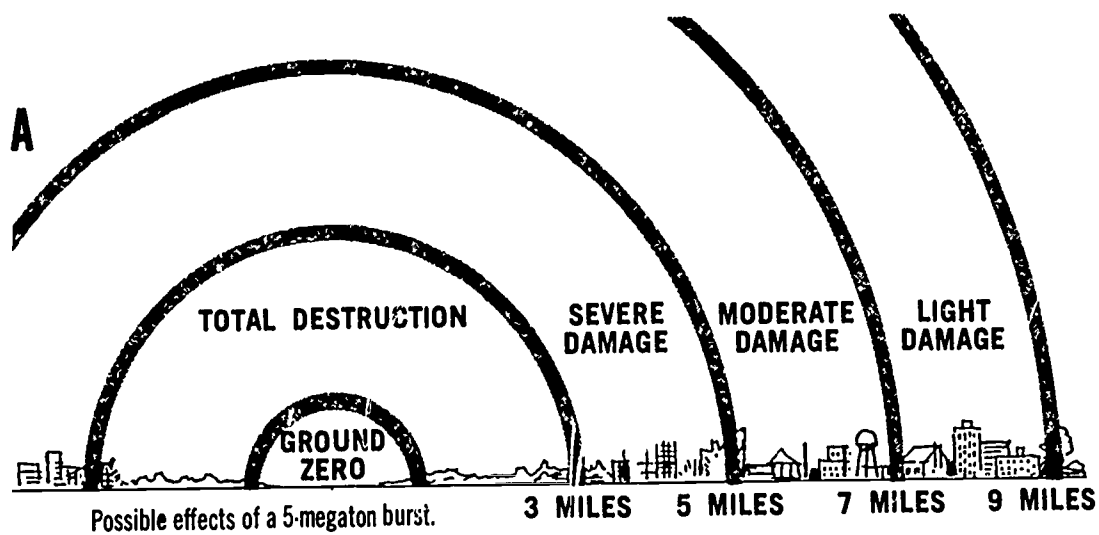 A
TOTAL DESTRUCTION
SEVERE
DAMAGE
MODERATE
DAMAGE
LIGHT
DAMAGE
GROUND
ZERO
3 MILES
5 MILES
7 MILES
9 MILES
Possible effects of a 5-megaton burst.